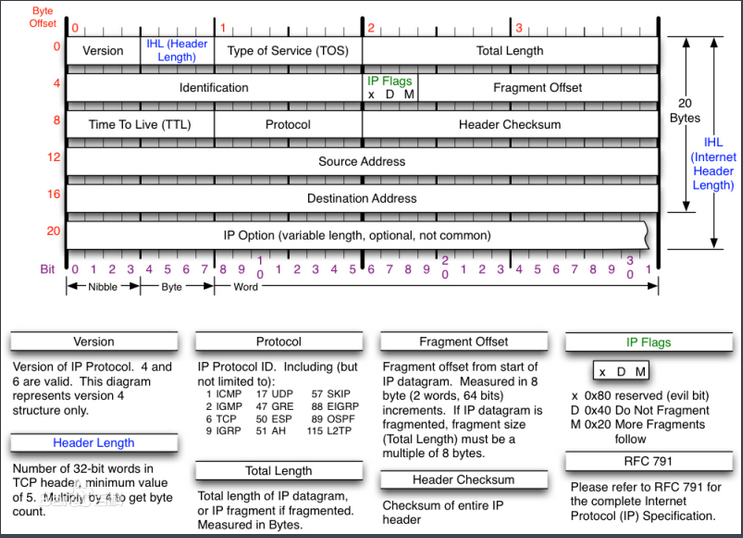 Byte
Offset
0 1 2 3
0 Version IHL (Header Length) Type of Service (TOS) Total Length
4 Identification IP Flags x D M Fragment Offset
8 Time To Live (TTL) Protocol Header Checksum
12 Source Address
16 Destination Address
20 IP Option (variable length, optional, not common)
20
Bytes
IHL
(Internet
Header
Length)
Bit 0 1 2 3 4 5 6 7 8 9 10 1 2 3 4 5 6 7 8 9 20 1 2 3 4 5 6 7 8 9 30 1
Nibble Byte Word
Version
Version of IP Protocol. 4 and
6 are valid. This diagram
represents version 4
structure only.
Header Length
Number of 32-bit words in
TCP header, minimum value
of 5. Multiply by 4 to get byte
count.
Protocol
IP Protocol ID. Including (but
not limited to):
1 ICMP 17 UDP 57 SKIP
2 IGMP 47 GRE 88 EIGRP
6 TCP 50 ESP 89 OSPF
9 IGRP 51 AH 115 L2TP
Total Length
Total length of IP datagram,
or IP fragment if fragmented.
Measured in Bytes.
Fragment Offset
Fragment offset from start of
IP datagram. Measured in 8
byte (2 words, 64 bits)
increments. If IP datagram is
fragmented, fragment size
(Total Length) must be a
multiple of 8 bytes.
Header Checksum
Checksum of entire IP
header
IP Flags
x D M
x 0x80 reserved (evil bit)
D 0x40 Do Not Fragment
M 0x20 More Fragments
follow
RFC 791
Please refer to RFC 791 for
the complete Internet
Protocol (IP) Specification.